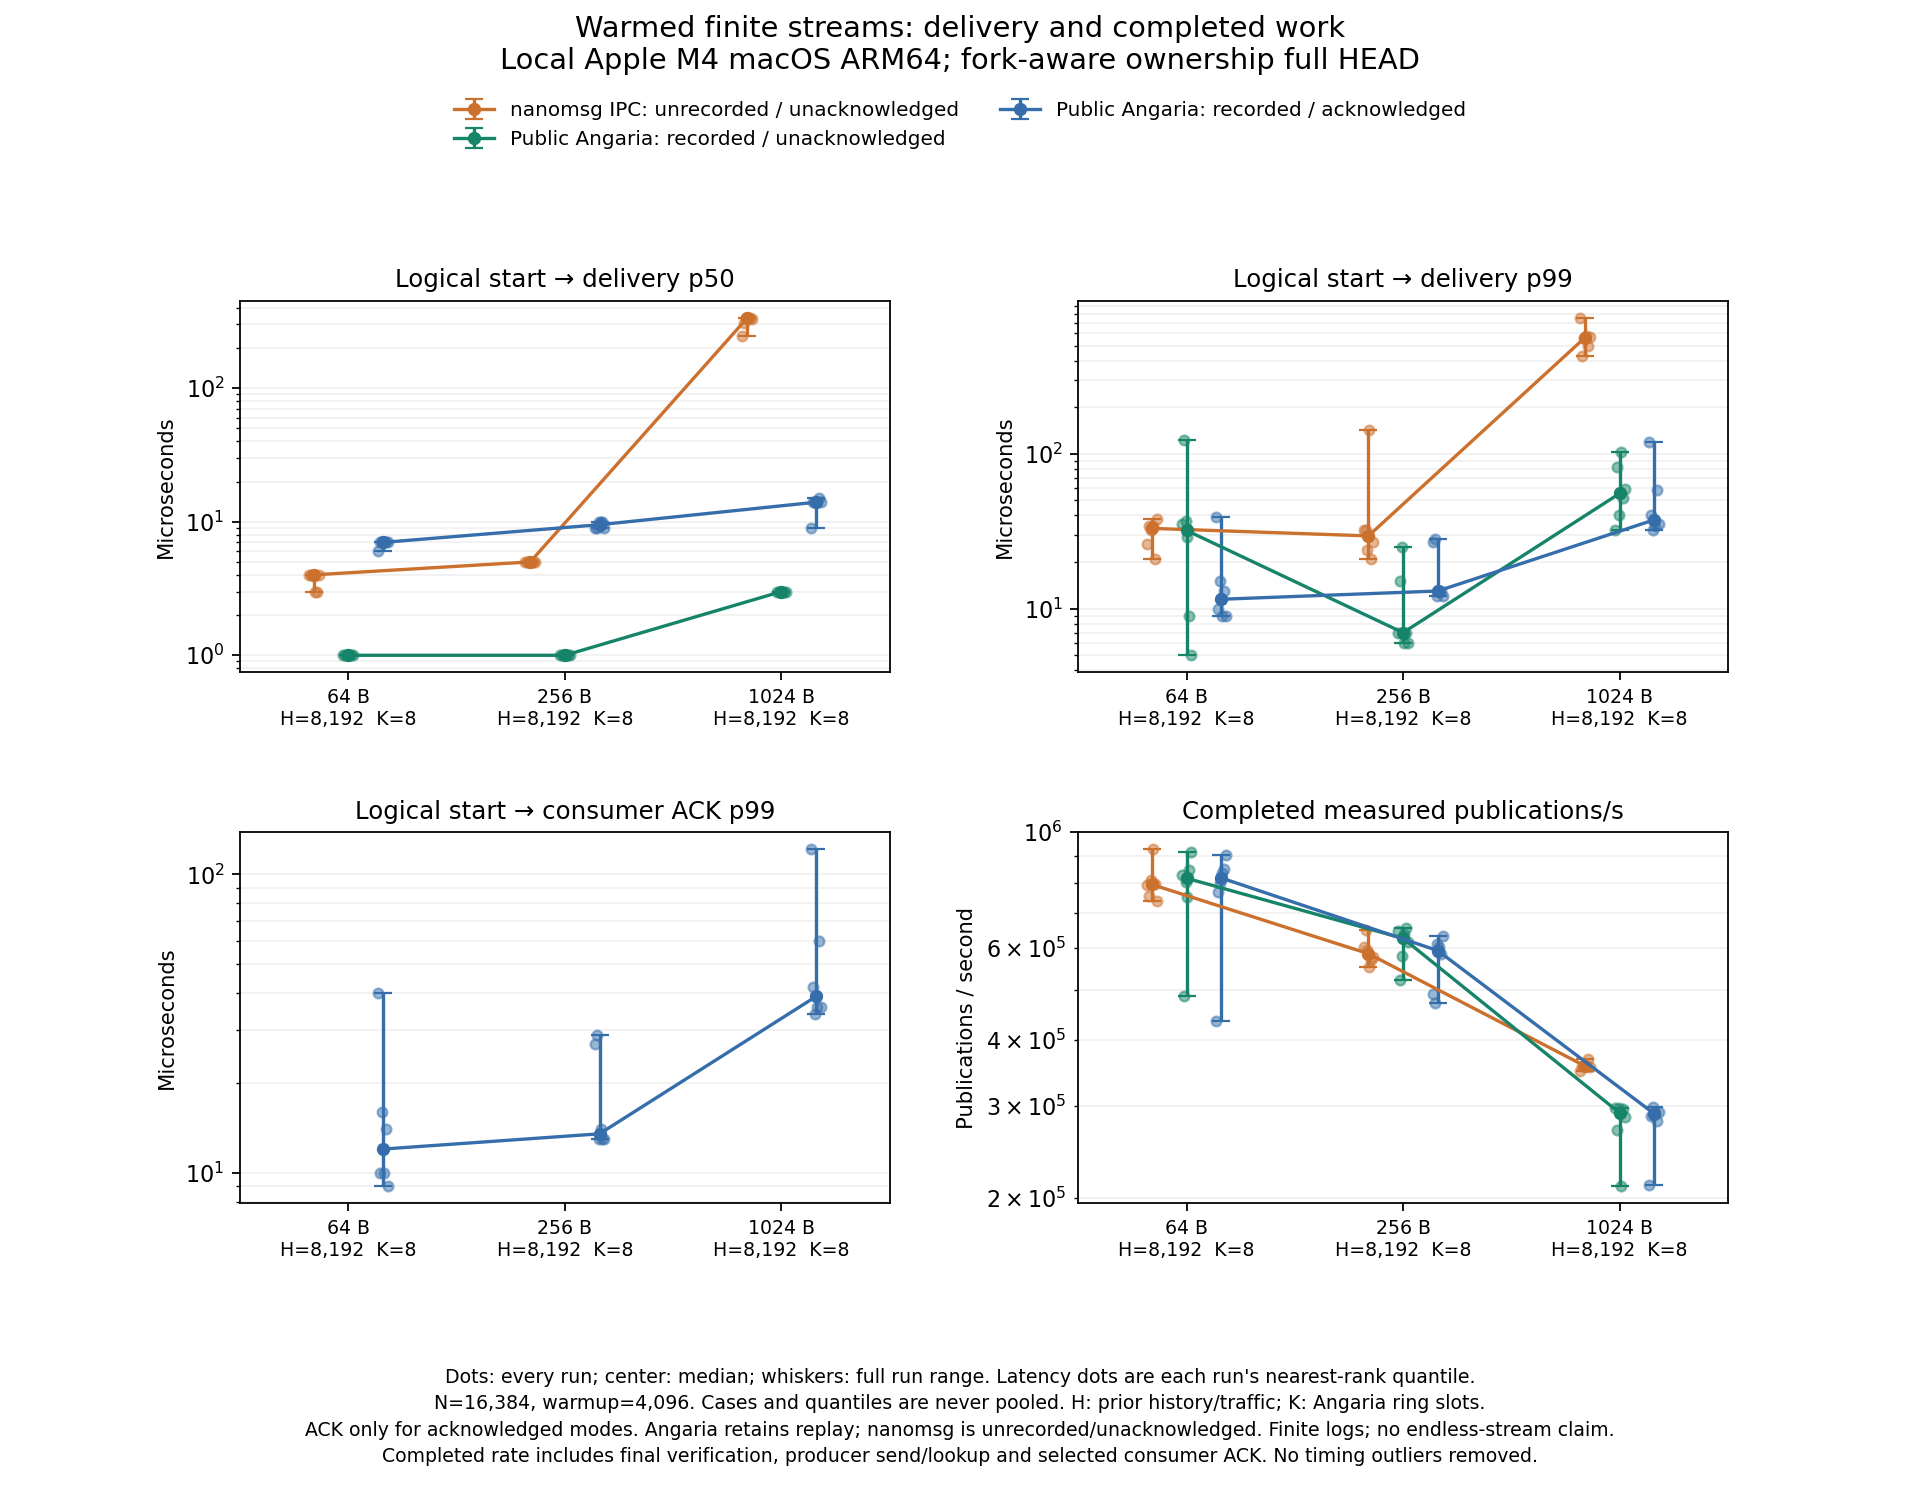 Warmed finite streams: delivery and completed work
Local Apple M4 macOS ARM64; fork-aware ownership full HEAD
nanomsg IPC: unrecorded / unacknowledged
Public Angaria: recorded / unacknowledged
Public Angaria: recorded / acknowledged
Logical start → delivery p50
Microseconds
10²
10¹
10⁰
64 B
H=8,192 K=8
256 B
H=8,192 K=8
1024 B
H=8,192 K=8
Logical start → delivery p99
Microseconds
10²
10¹
64 B
H=8,192 K=8
256 B
H=8,192 K=8
1024 B
H=8,192 K=8
Logical start → consumer ACK p99
Microseconds
10²
10¹
64 B
H=8,192 K=8
256 B
H=8,192 K=8
1024 B
H=8,192 K=8
Completed measured publications/s
Publications / second
10⁶
6 × 10⁵
4 × 10⁵
3 × 10⁵
2 × 10⁵
64 B
H=8,192 K=8
256 B
H=8,192 K=8
1024 B
H=8,192 K=8
Dots: every run; center: median; whiskers: full run range. Latency dots are each run's nearest-rank quantile.
N=16,384, warmup=4,096. Cases and quantiles are never pooled. H: prior history/traffic; K: Angaria ring slots.
ACK only for acknowledged modes. Angaria retains replay; nanomsg is unrecorded/unacknowledged. Finite logs; no endless-stream claim.
Completed rate includes final verification, producer send/lookup and selected consumer ACK. No timing outliers removed.